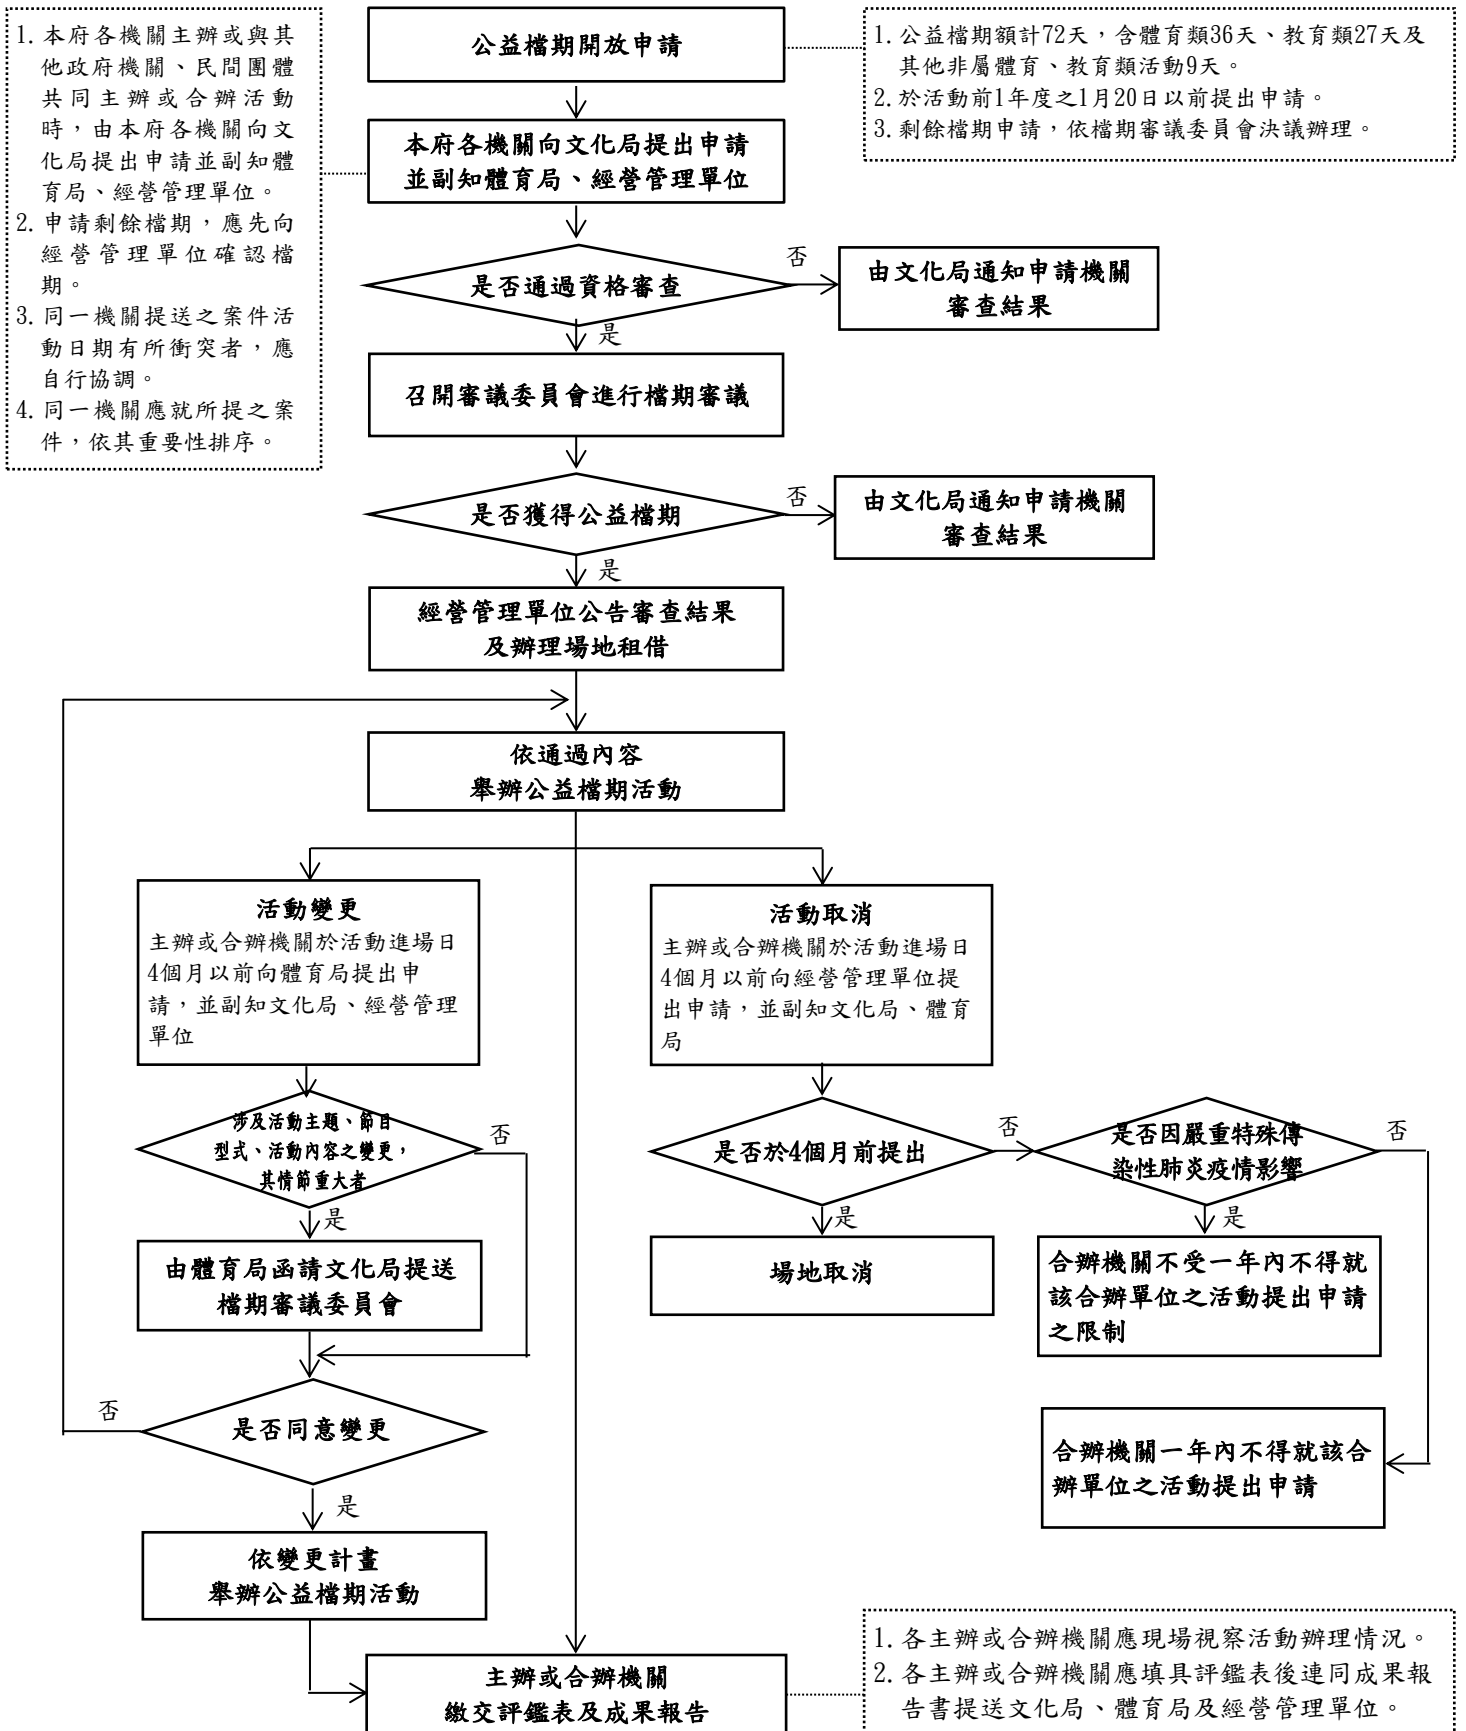 1. 本府各機關主辦或與其
他政府機關、民間團體
共同主辦或合辦活動
時，由本府各機關向文
化局提出申請並副知體
育局、經營管理單位。
2. 申請剩餘檔期，應先向
經營管理單位確認檔
期。
3. 同一機關提送之案件活
動日期有所衝突者，應
自行協調。
4. 同一機關應就所提之案
件，依其重要性排序。
公益檔期開放申請
1. 公益檔期額計72天，含體育類36天、教育類27天及
其他非屬體育、教育類活動9天。
2. 於活動前1年度之1月20日以前提出申請。
3. 剩餘檔期申請，依檔期審議委員會決議辦理。
本府各機關向文化局提出申請
並副知體育局、經營管理單位
是否通過資格審查
否
由文化局通知申請機關
審查結果
是
召開審議委員會進行檔期審議
是否獲得公益檔期
否
由文化局通知申請機關
審查結果
是
經營管理單位公告審查結果
及辦理場地租借
依通過內容
舉辦公益檔期活動
活動變更
主辦或合辦機關於活動進場日
4個月以前向體育局提出申
請，並副知文化局、經營管理
單位
活動取消
主辦或合辦機關於活動進場日
4個月以前向經營管理單位提
出申請，並副知文化局、體育
局
涉及活動主題、節目
型式、活動內容之變更，
其情節重大者
否
是
是否於4個月前提出
否
是
是否因嚴重特殊傳
染性肺炎疫情影響
否
是
由體育局函請文化局提送
檔期審議委員會
場地取消
合辦機關不受一年內不得就
該合辦單位之活動提出申請
之限制
否
是否同意變更
是
合辦機關一年內不得就該合
辦單位之活動提出申請
依變更計畫
舉辦公益檔期活動
主辦或合辦機關
繳交評鑑表及成果報告
1. 各主辦或合辦機關應現場視察活動辦理情況。
2. 各主辦或合辦機關應填具評鑑表後連同成果報
告書提送文化局、體育局及經營管理單位。